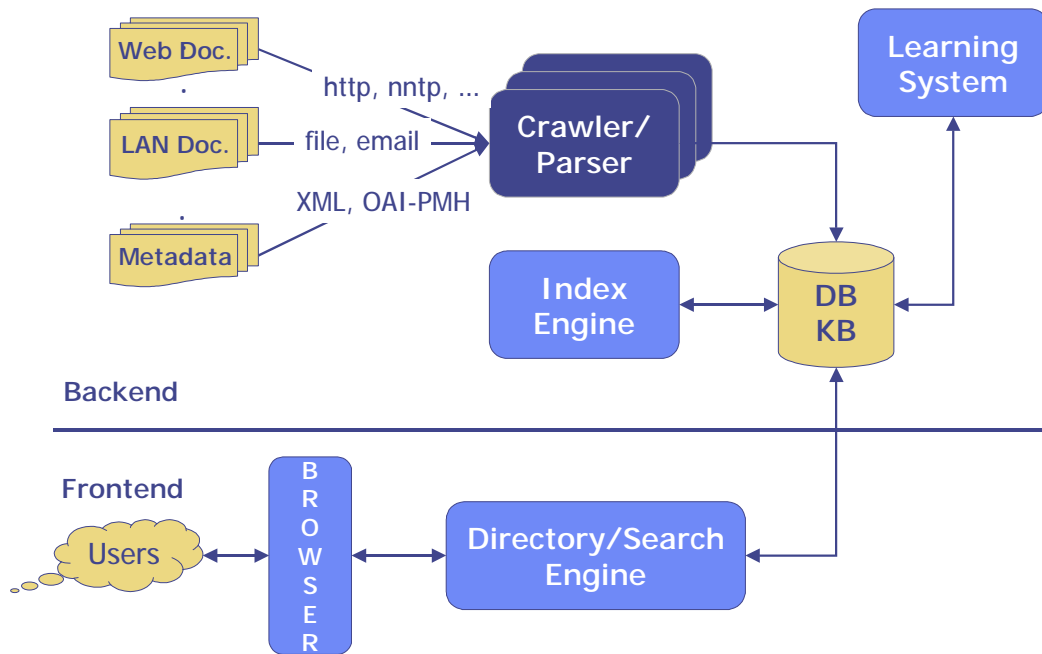 Web Doc.
.
LAN Doc.
.
Metadata
http, nntp, ...
file, email
XML, OAI-PMH
Crawler/
Parser
Learning
System
Index
Engine
DB
KB
Backend
Frontend
Users
BROWSER
Directory/Search
Engine